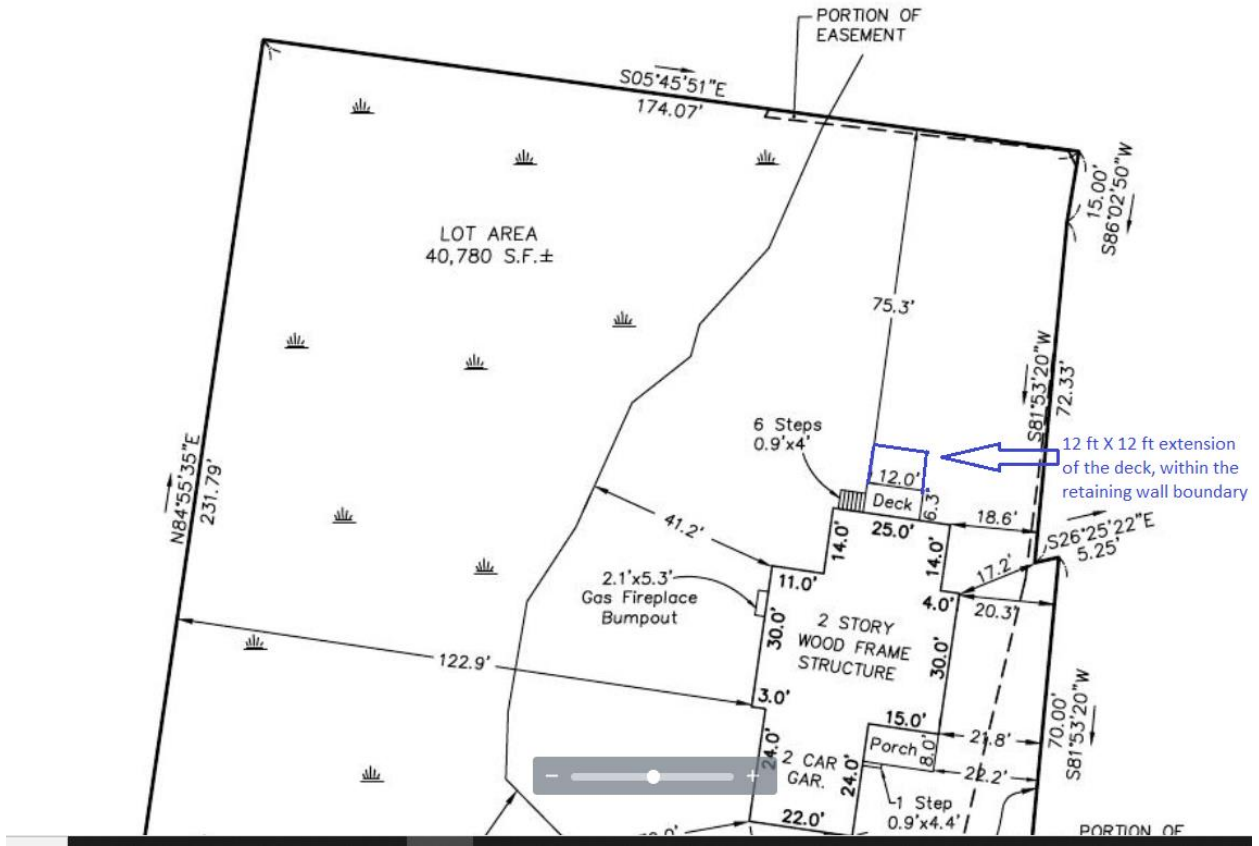 PORTION OF
EASEMENT
S05°45'51"E
174.07'
15.00'
S86°02'50"W
LOT AREA
40,780 S.F.±
75.3'
S81°53'20"W
72.33'
6 Steps
0.9'x4'
12 ft X 12 ft extension
of the deck, within the
retaining wall boundary
12.0'
Deck
6.3'
N84°55'35"E
231.79'
41.2'
14.0'
25.0'
14.0'
18.6'
S26°25'22"E
5.25'
17.2'
2.1'x5.3'
Gas Fireplace
Bumpout
11.0'
4.0'
20.3'
30.0'
2 STORY
WOOD FRAME
STRUCTURE
30.0'
122.9'
3.0'
15.0'
Porch
8.0'
21.8'
70.00'
S81°53'20"W
24.0'
2 CAR
GAR.
24.0'
22.2'
1 Step
0.9'x4.4'
22.0'
PORTION OF